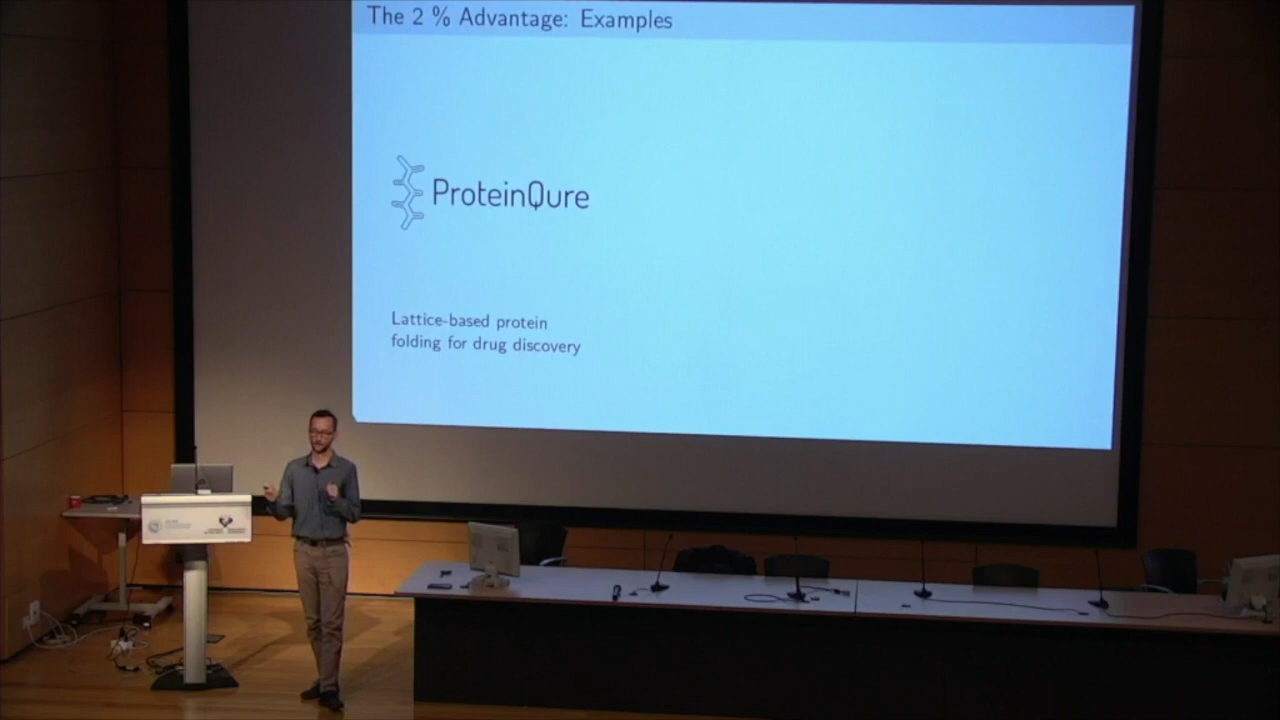 The 2 % Advantage: Examples
ProteinQure
Lattice-based protein
folding for drug discovery